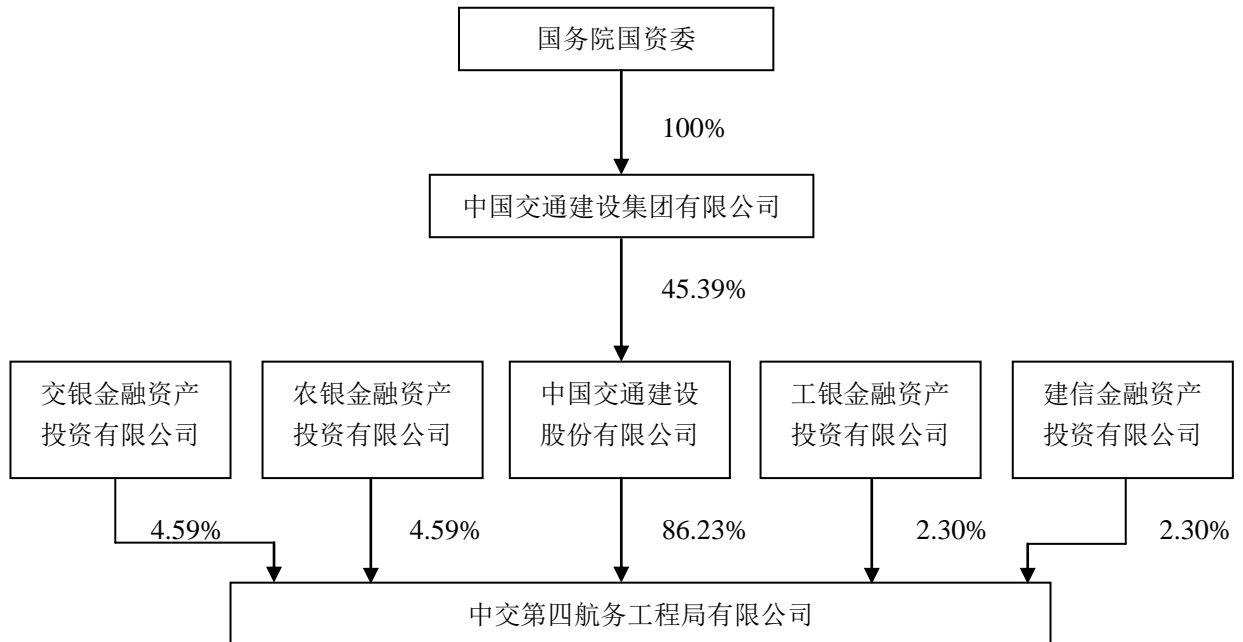 国务院国资委
100%
中国交通建设集团有限公司
45.39%
交银金融资产
投资有限公司
农银金融资产
投资有限公司
中国交通建设
股份有限公司
工银金融资产
投资有限公司
建信金融资产
投资有限公司
4.59%
4.59%
86.23%
2.30%
2.30%
中交第四航务工程局有限公司